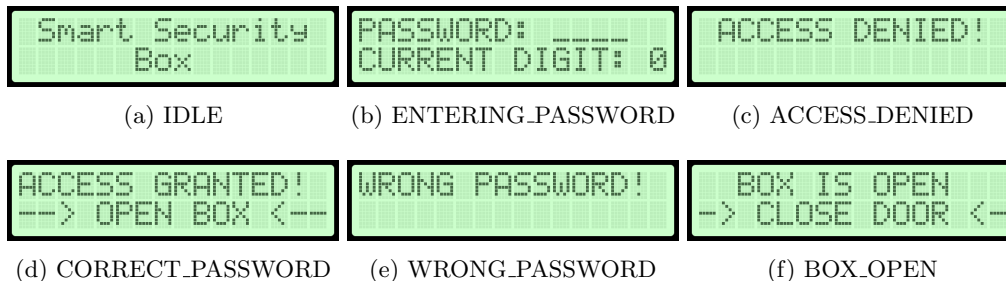 Smart Security
Box
(a) IDLE
PASSWORD: ____
CURRENT DIGIT: 0
(b) ENTERING_PASSWORD
ACCESS DENIED!
(c) ACCESS_DENIED
ACCESS GRANTED!
--> OPEN BOX <--
(d) CORRECT_PASSWORD
WRONG PASSWORD!
(e) WRONG_PASSWORD
BOX IS OPEN
-> CLOSE DOOR <-
(f) BOX_OPEN